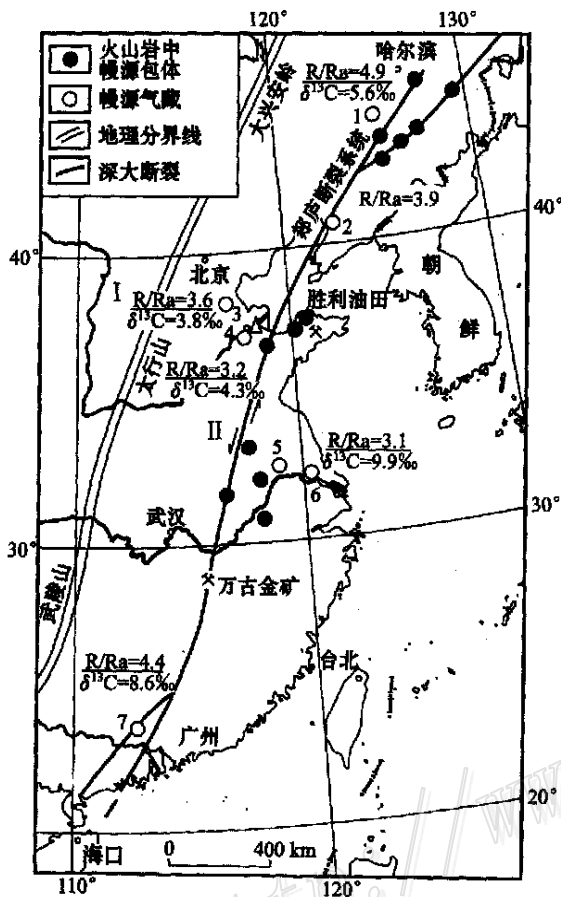 120°
130°
火山岩中
幔源包体
幔源气藏
地理分界线
深大断裂
大兴安岭
哈尔滨
R/Ra=4.9
δ¹³C=5.6‰
1
郯庐断裂系统
R/Ra=3.9
2
40°
40°
北京
朝
鲜
胜利油田
I
R/Ra=3.6
δ¹³C=3.8‰
3
4
太行山
R/Ra=3.2
δ¹³C=4.3‰
II
R/Ra=3.1
δ¹³C=9.9‰
5
6
武汉
30°
30°
武陵山
万古金矿
台北
R/Ra=4.4
δ¹³C=8.6‰
7
广州
20°
海口
0
400 km
110°
120°